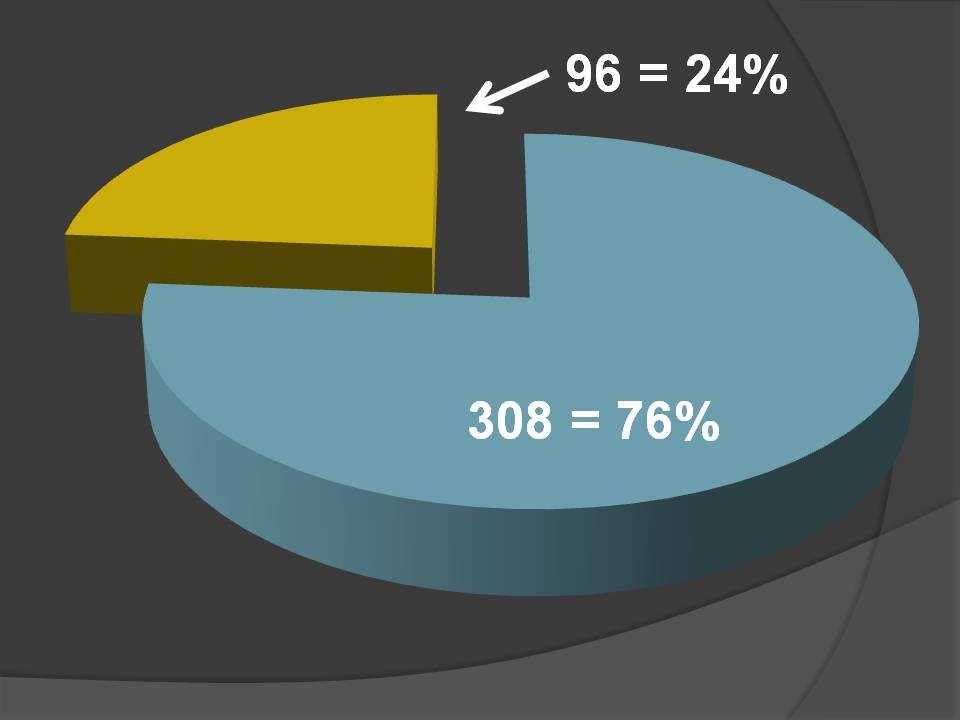 96 = 24%
308 = 76%